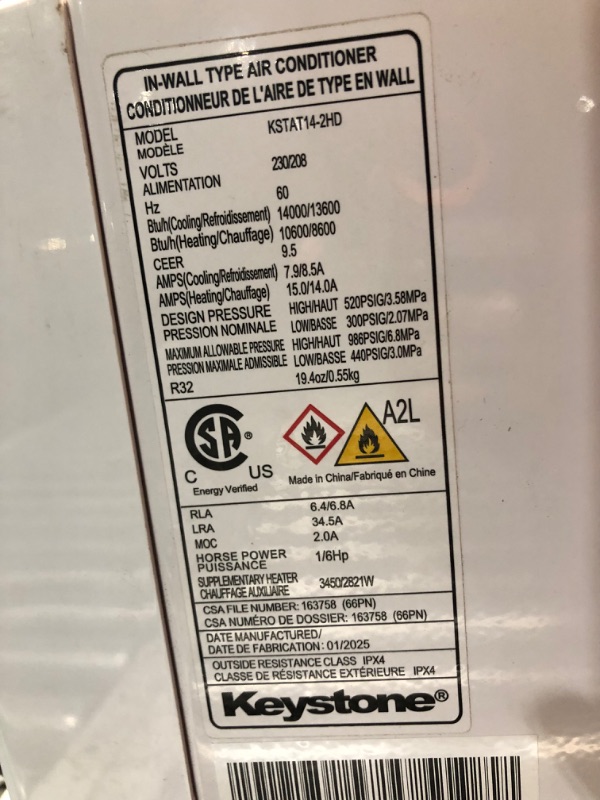 IN-WALL TYPE AIR CONDITIONER
CONDITIONNEUR DE L'AIRE DE TYPE EN WALL
MODEL KSTAT14-2HD
MODÈLE
VOLTS 230/208
ALIMENTATION
Hz 60
Btu/h(Cooling/Refroidissement) 14000/13600
Btu/h(Heating/Chauffage) 10600/8600
CEER 9.5
AMPS(Cooling/Refroidissement) 7.9/8.5A
AMPS(Heating/Chauffage) 15.0/14.0A
DESIGN PRESSURE HIGH/HAUT 520PSIG/3.58MPa
PRESSION NOMINALE LOW/BASSE 300PSIG/2.07MPa
MAXIMUM ALLOWABLE PRESSURE HIGH/HAUT 986PSIG/6.8MPa
PRESSION MAXIMALE ADMISSIBLE LOW/BASSE 440PSIG/3.0MPa
R32 19.4oz/0.55kg
CSA®
C US
Energy Verified
A2L
Made in China/Fabriqué en Chine
RLA 6.4/6.8A
LRA 34.5A
MOC 2.0A
HORSE POWER 1/6Hp
PUISSANCE
SUPPLEMENTARY HEATER 3450/2821W
CHAUFFAGE AUXILIAIRE
CSA FILE NUMBER: 163758 (66PN)
CSA NUMÉRO DE DOSSIER: 163758 (66PN)
DATE MANUFACTURED/
DATE DE FABRICATION: 01/2025
OUTSIDE RESISTANCE CLASS IPX4
CLASSE DE RÉSISTANCE EXTÉRIEURE IPX4
Keystone®